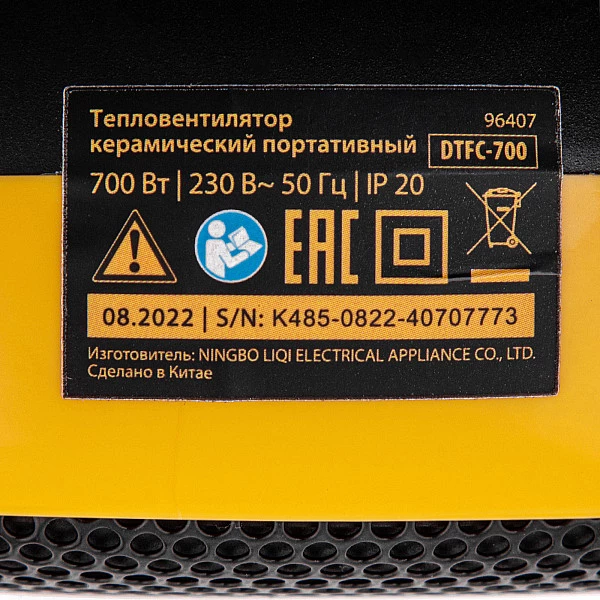 Тепловентилятор 96407
керамический портативный DTFC-700
700 Вт | 230 В~ 50 Гц | IP 20
EAC
08.2022 | S/N: K485-0822-40707773
Изготовитель: NINGBO LIQI ELECTRICAL APPLIANCE CO., LTD.
Сделано в Китае